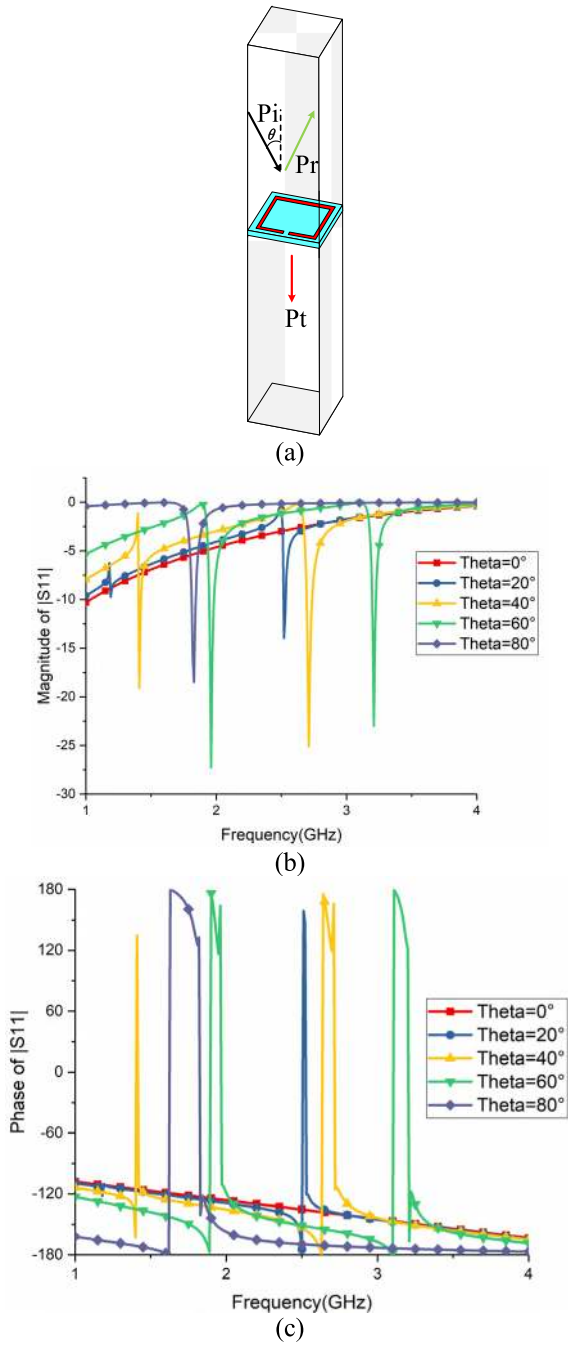 Pi
θ
Pr
Pt
(a)
0
-5
-10
-15
-20
-25
-30
Magnitude of |S11|
Theta=0°
Theta=20°
Theta=40°
Theta=60°
Theta=80°
1 2 3 4
Frequency(GHz)
(b)
180
120
60
0
-60
-120
-180
Phase of |S11|
Theta=0°
Theta=20°
Theta=40°
Theta=60°
Theta=80°
1 2 3 4
Frequency(GHz)
(c)